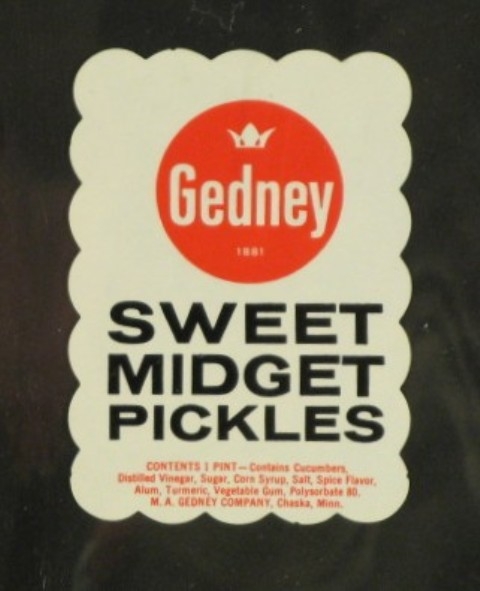 Gedney
1881
SWEET
MIDGET
PICKLES
CONTENTS 1 PINT—Contains Cucumbers,
Distilled Vinegar, Sugar, Corn Syrup, Salt, Spice Flavor,
Alum, Turmeric, Vegetable Gum, Polysorbate 80.
M. A. GEDNEY COMPANY, Chaska, Minn.